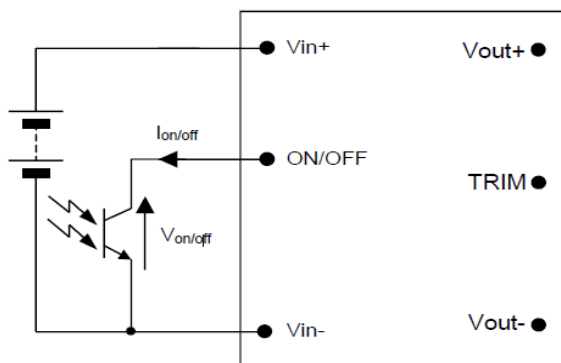 Vin+
Vout+
Ion/off
ON/OFF
TRIM
Von/off
Vin-
Vout-